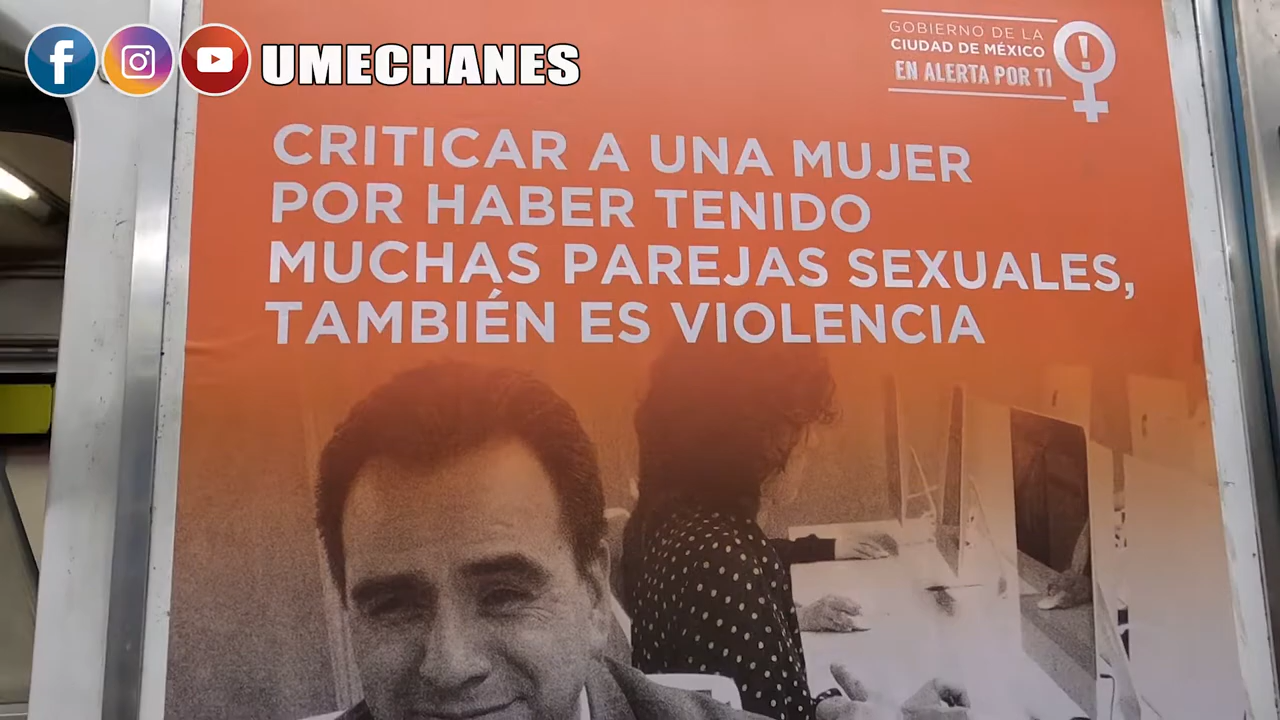 UMECHANES
GOBIERNO DE LA
CIUDAD DE MÉXICO
EN ALERTA POR TI
CRITICAR A UNA MUJER
POR HABER TENIDO
MUCHAS PAREJAS SEXUALES,
TAMBIÉN ES VIOLENCIA